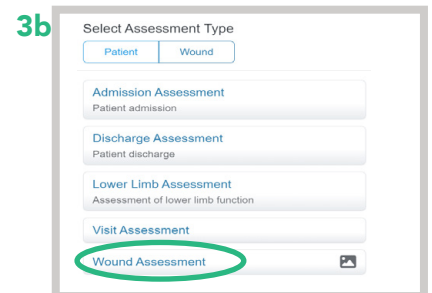 3b
Select Assessment Type
Patient Wound
Admission Assessment
Patient admission
Discharge Assessment
Patient discharge
Lower Limb Assessment
Assessment of lower limb function
Visit Assessment
Wound Assessment